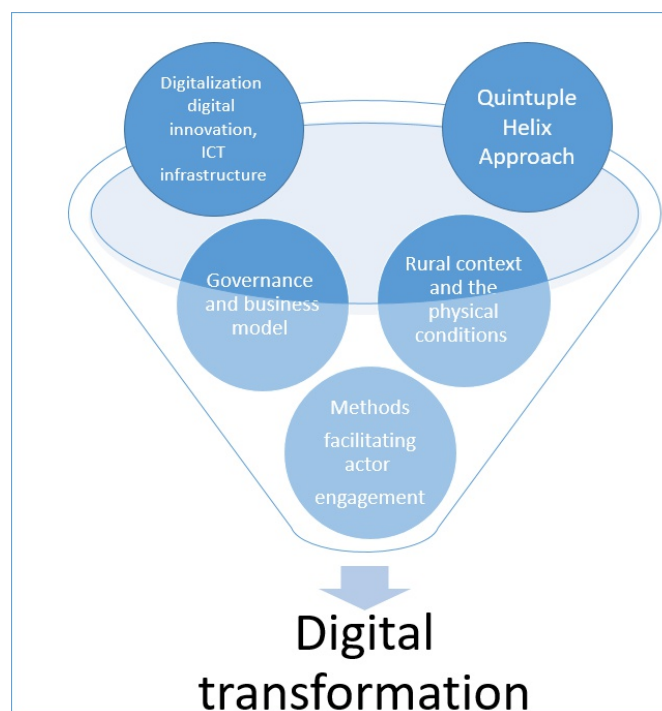 Digitalization
digital
innovation,
ICT
infrastructure
Quintuple
Helix
Approach
Governance
and business
model
Rural context
and the
physical
conditions
Methods
facilitating
actor
engagement
Digital
transformation